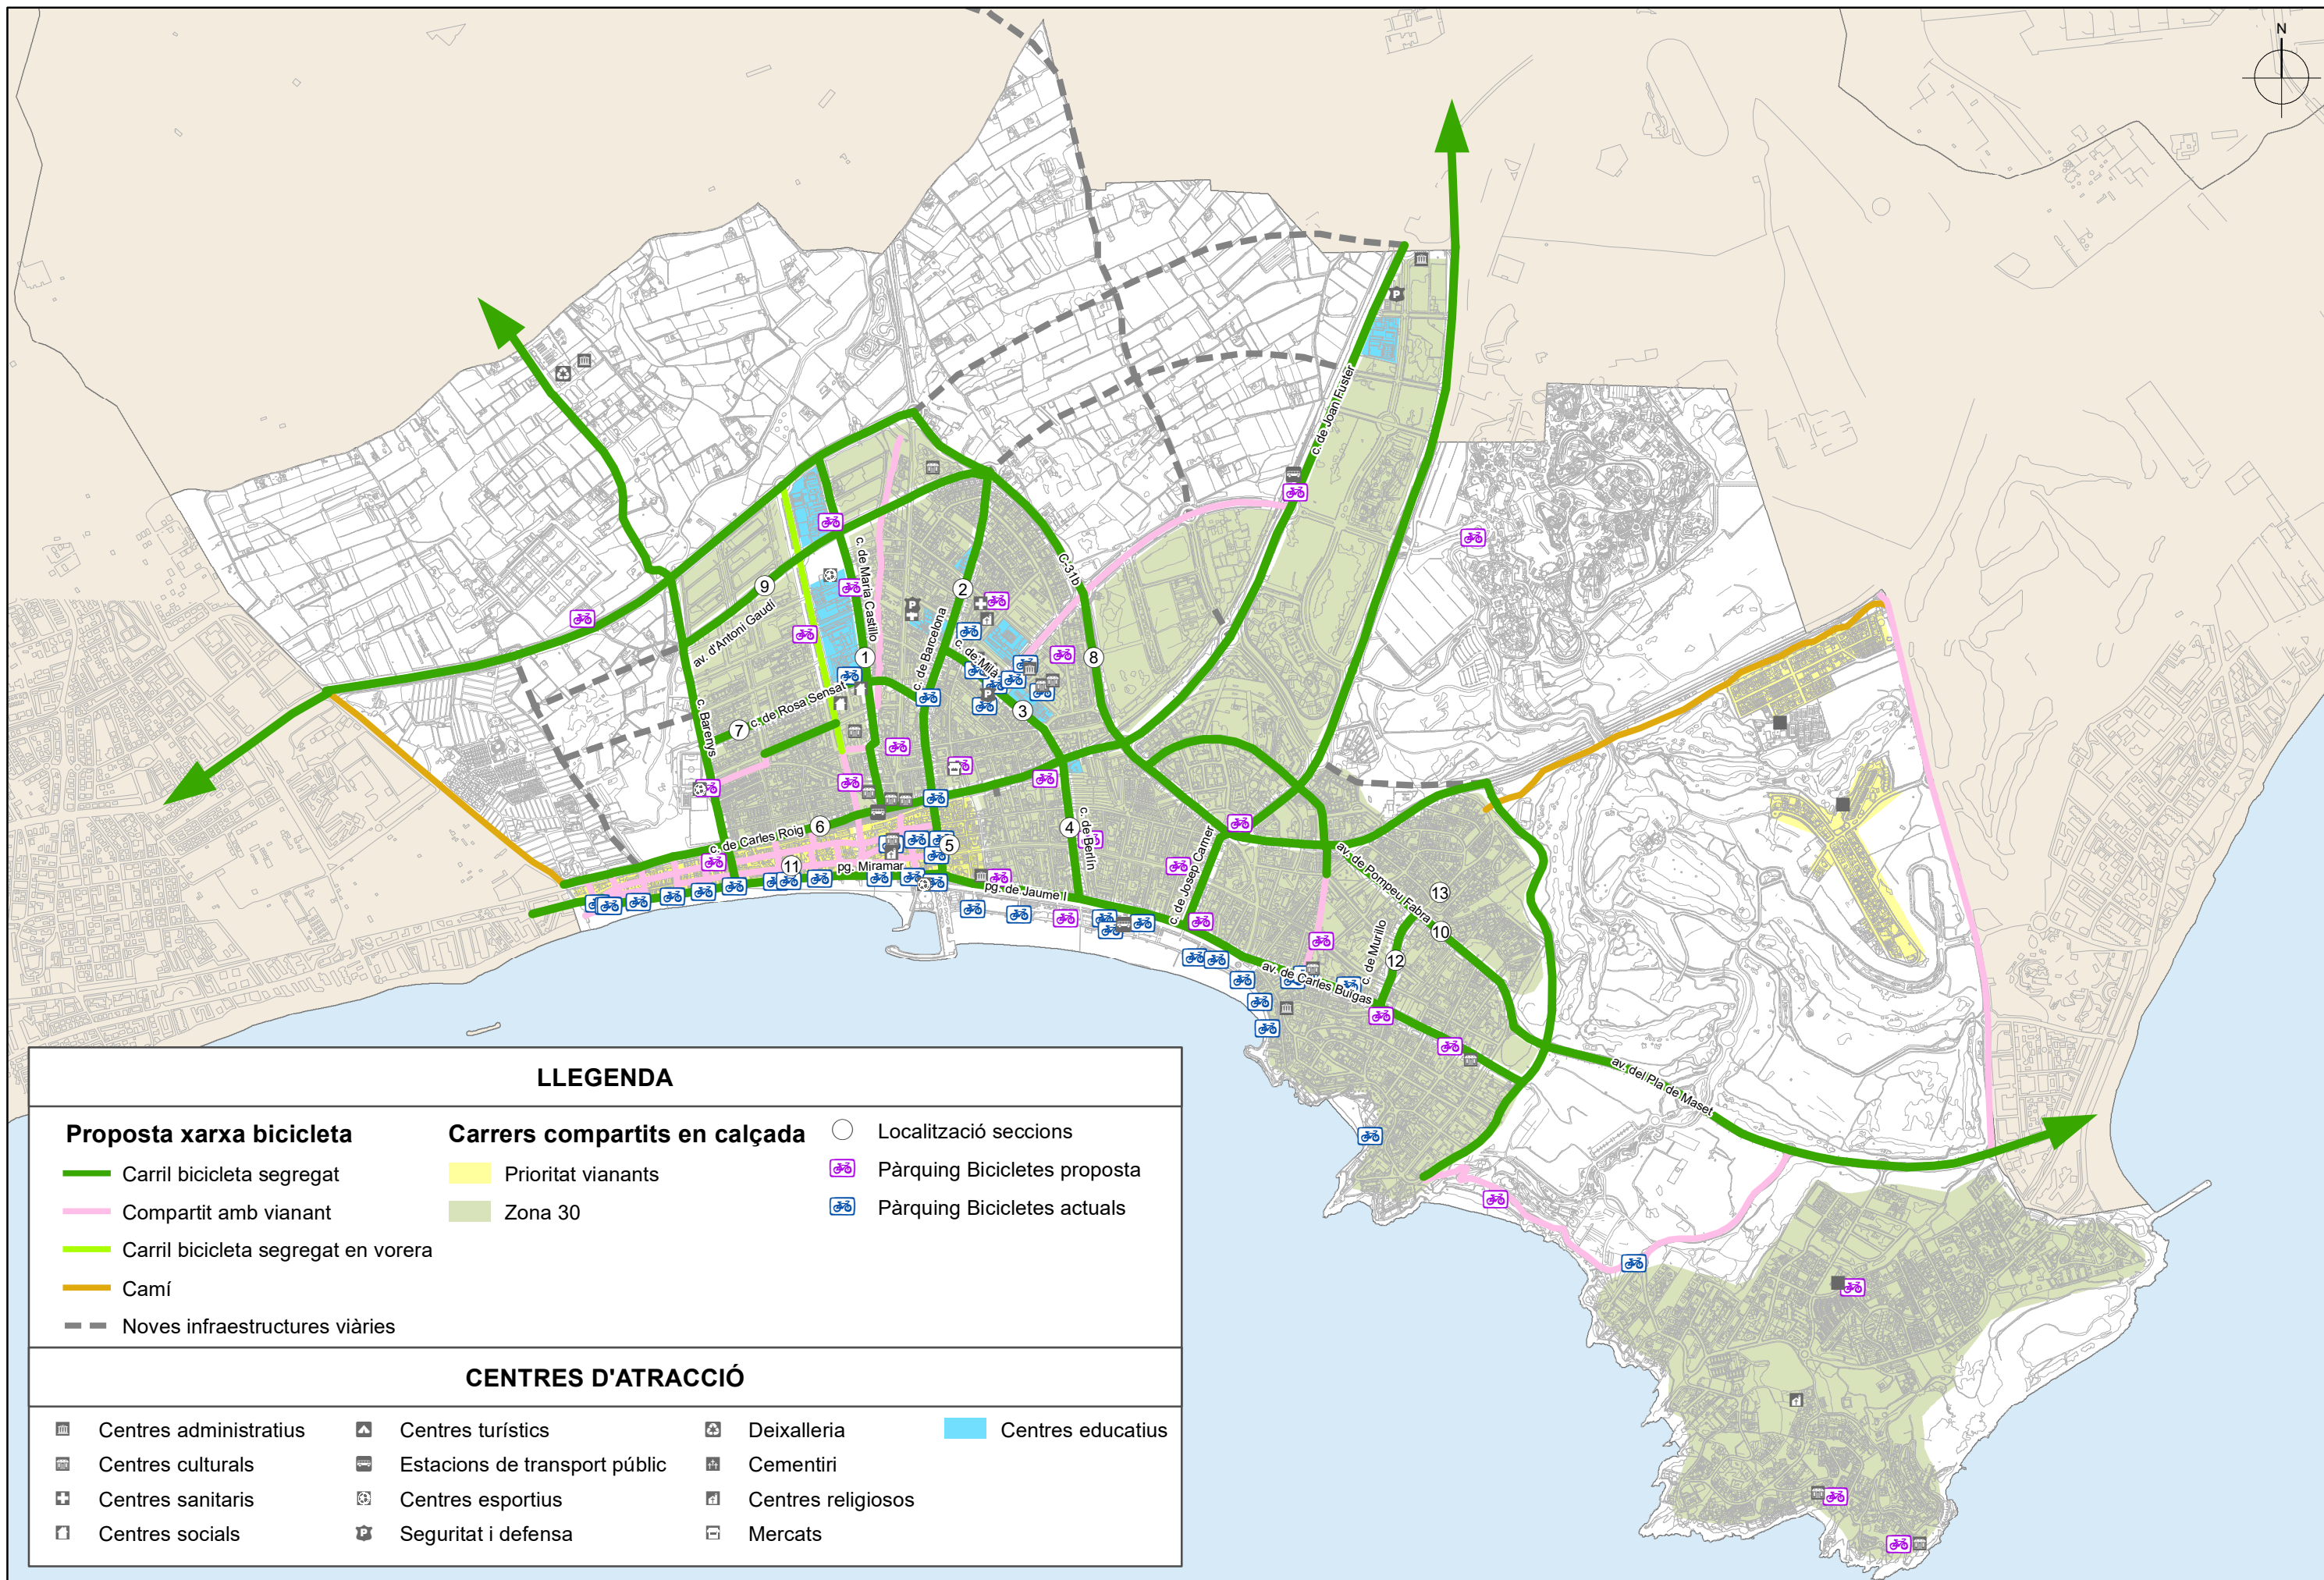 N
c. de Joan Fuster
C-31b
c. de Maria Castillo
9
2
av. d'Antoni Gaudí
c. de Barcelona
c. de Milà
1
8
c. de Rosa Sensat
c. Barenys
7
3
c. de Carles Roig
6
4
c. de Berlín
5
11
pg. Miramar
pg. de Jaume I
c. de Josep Carner
av. de Pompeu Fabra
13
10
c. de Murillo
12
av. de Carles Buïgas
av. del Pla de Maset
LLEGENDA
Proposta xarxa bicicleta
Carril bicicleta segregat
Compartit amb vianant
Carril bicicleta segregat en vorera
Camí
Noves infraestructures viàries
Carrers compartits en calçada
Prioritat vianants
Zona 30
Localització seccions
Pàrquing Bicicletes proposta
Pàrquing Bicicletes actuals
CENTRES D'ATRACCIÓ
Centres administratius
Centres culturals
Centres sanitaris
Centres socials
Centres turístics
Estacions de transport públic
Centres esportius
Seguritat i defensa
Deixalleria
Cementiri
Centres religiosos
Mercats
Centres educatius